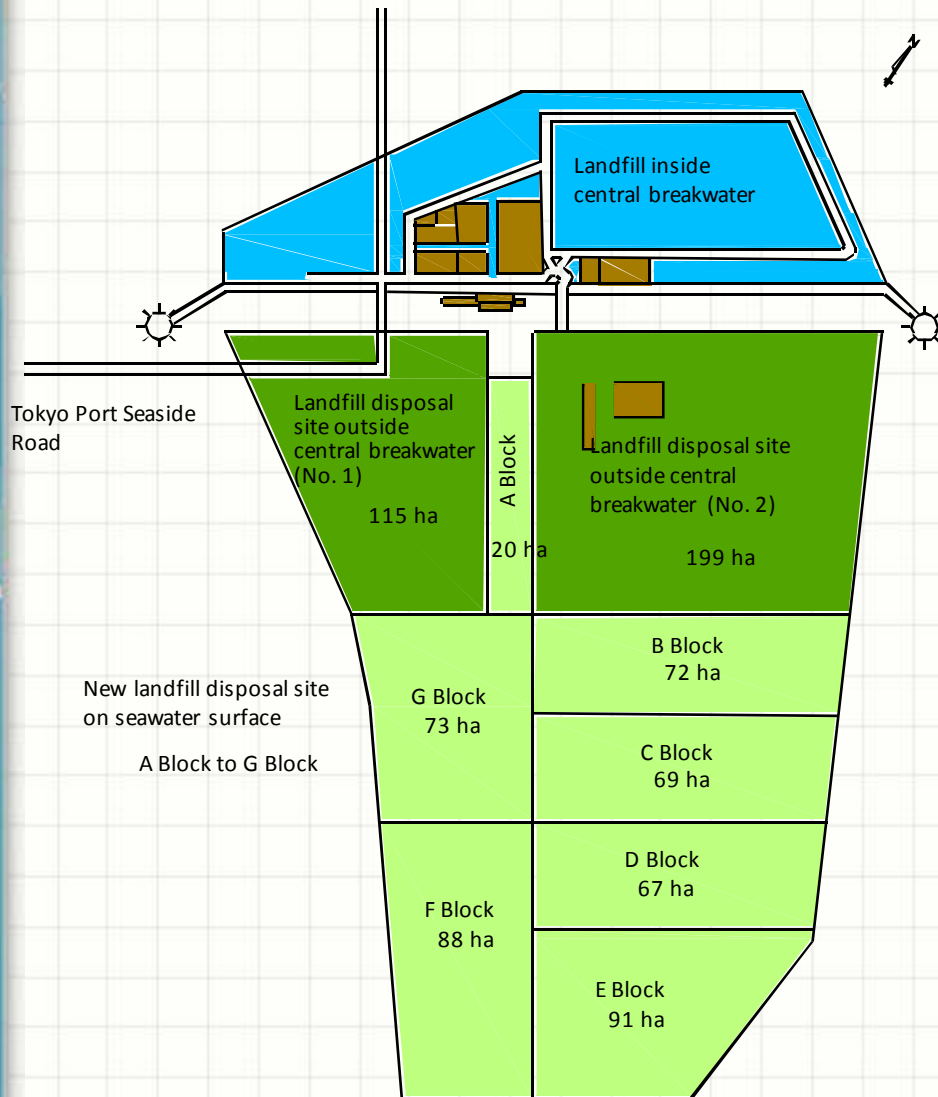 N
Landfill inside
central breakwater
Tokyo Port Seaside
Road
Landfill disposal
site outside
central breakwater
(No. 1)
115 ha
A Block
20 ha
Landfill disposal site
outside central
breakwater (No. 2)
199 ha
New landfill disposal site
on seawater surface
A Block to G Block
G Block
73 ha
B Block
72 ha
C Block
69 ha
D Block
67 ha
F Block
88 ha
E Block
91 ha